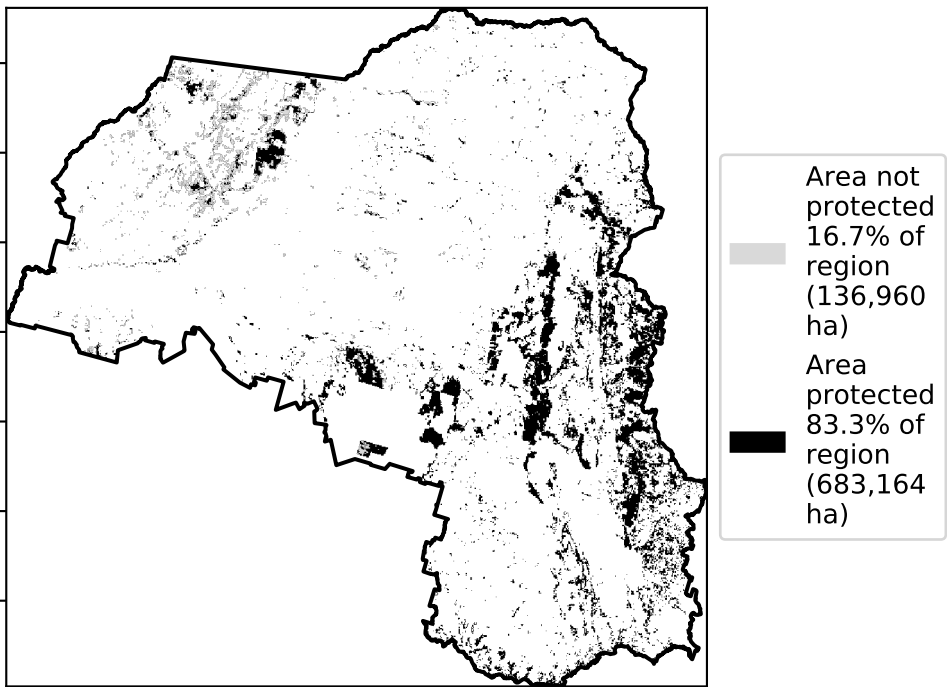 Area not
protected
16.7% of
region
(136,960
ha)
Area
protected
83.3% of
region
(683,164
ha)